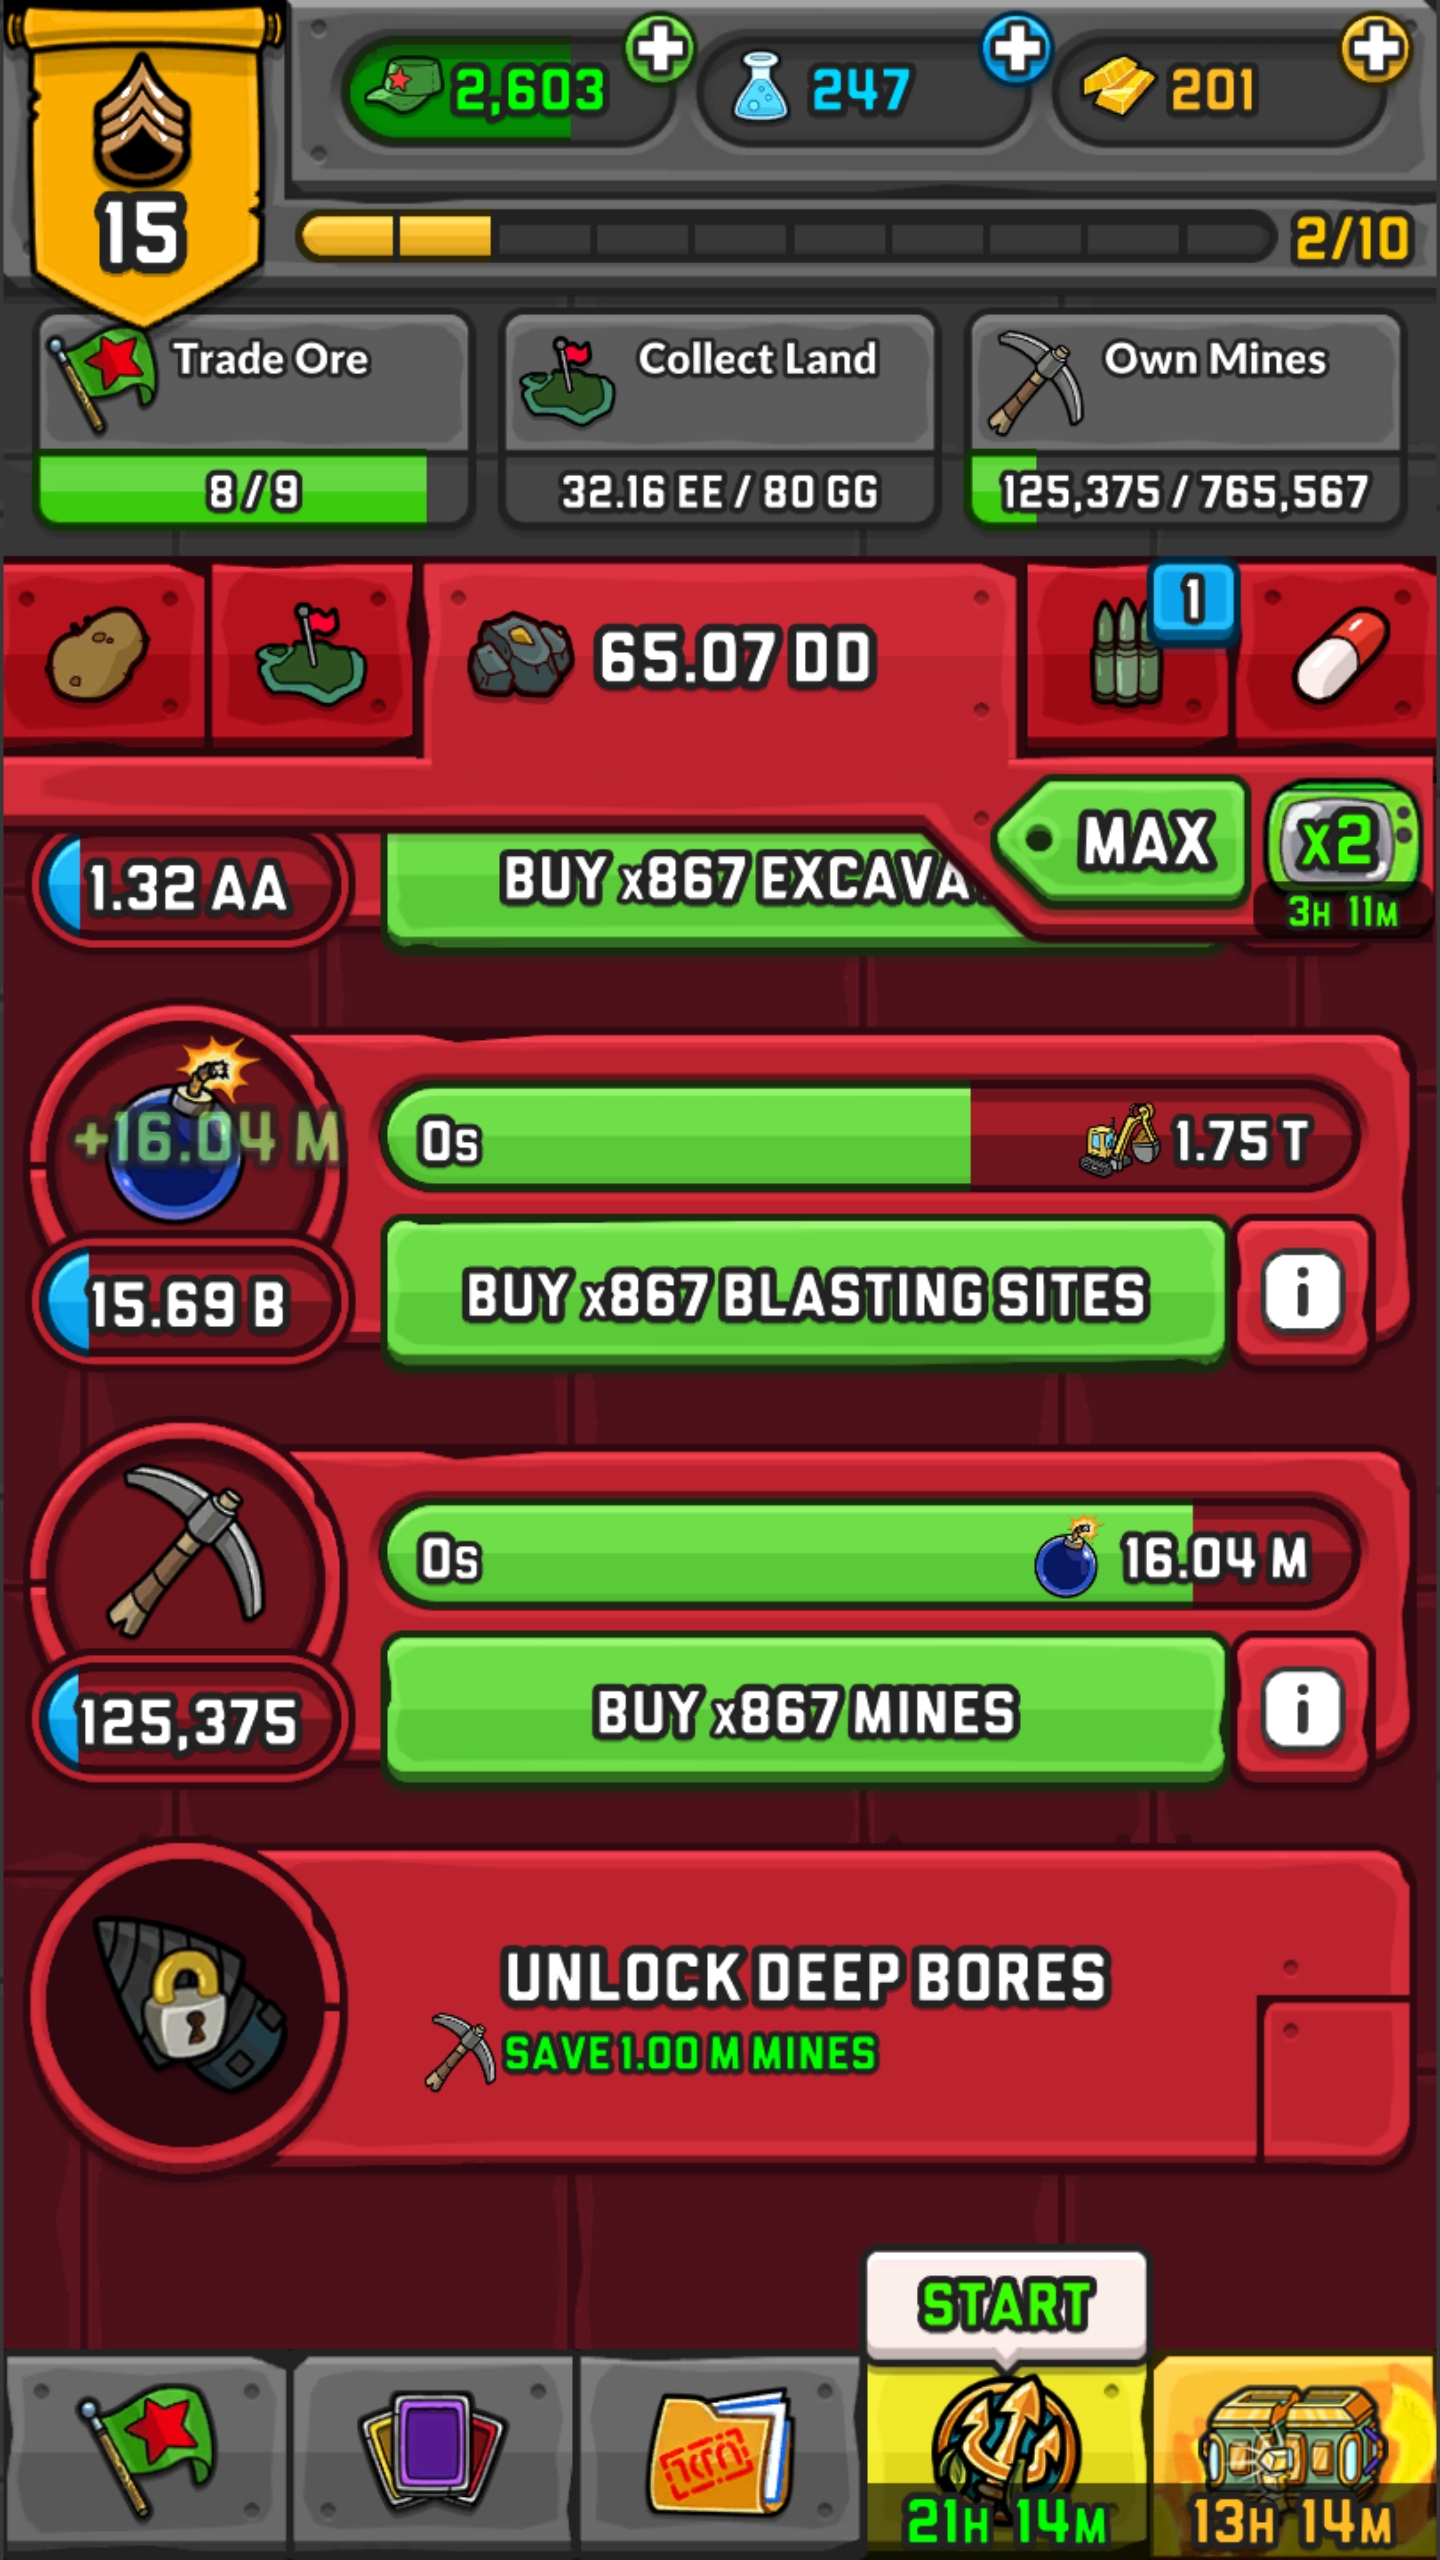 2,603
247
201
15
2/10
Trade Ore
Collect Land
Own Mines
8/9
32.16 EE / 80 GG
125,375 / 765,567
65.07 DD
1
MAX
x2
3H 11M
1.32 AA
BUY x867 EXCAVA
+16.04 M
0s
1.75 T
15.69 B
BUY x867 BLASTING SITES
i
0s
16.04 M
125,375
BUY x867 MINES
i
UNLOCK DEEP BORES
SAVE 1.00 M MINES
START
21H 14M
13H 14M